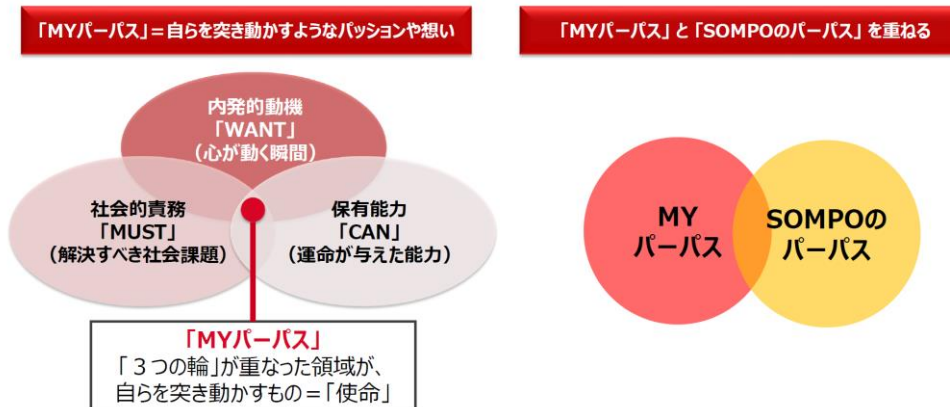 「MYパーパス」=自らを突き動かすようなパッションや想い
内発的動機
「WANT」
(心が動く瞬間)
社会的責務
「MUST」
(解決すべき社会課題)
保有能力
「CAN」
(運命が与えた能力)
「MYパーパス」
「３つの輪」が重なった領域が、
自らを突き動かすもの=「使命」
「MYパーパス」と「SOMPOのパーパス」を重ねる
MY
パーパス
SOMPOの
パーパス